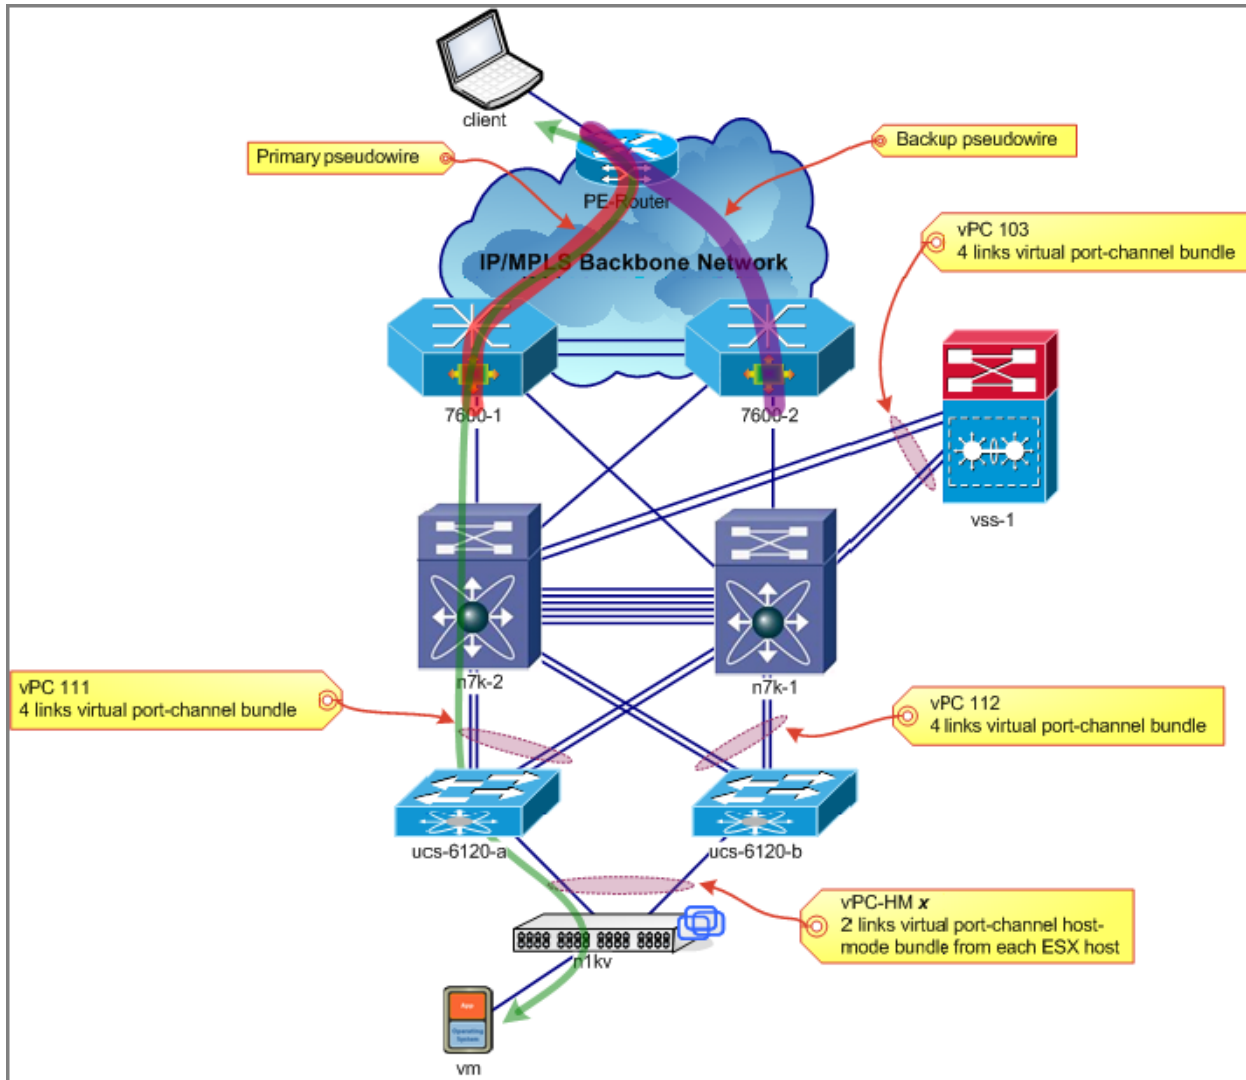 client
Primary pseudowire
Backup pseudowire
PE-Router
vPC 103
4 links virtual port-channel bundle
IP/MPLS Backbone Network
7600-1
7600-2
vss-1
n7k-2
n7k-1
vPC 111
4 links virtual port-channel bundle
vPC 112
4 links virtual port-channel bundle
ucs-6120-a
ucs-6120-b
vPC-HM x
2 links virtual port-channel host-
mode bundle from each ESX host
n1kv
App
Operating
System
vm